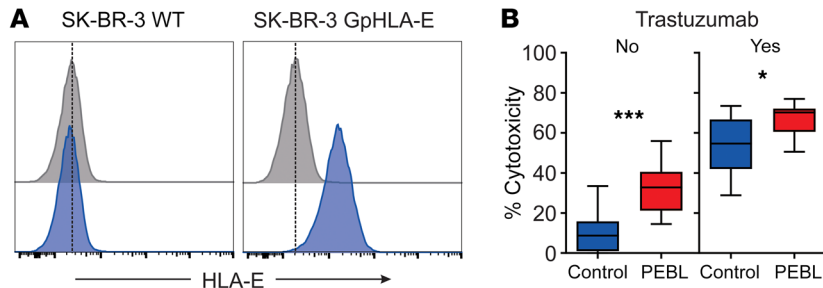 A
SK-BR-3 WT
SK-BR-3 GpHLA-E
HLA-E
B
Trastuzumab
No
Yes
% Cytotoxicity
100
80
60
40
20
0
***
*
Control
PEBL
Control
PEBL